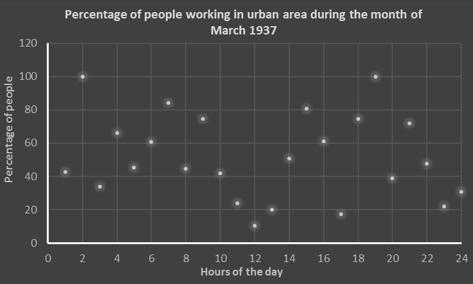 Percentage of people working in urban area during the month of
March 1937
Percentage of people
120
100
80
60
40
20
0
0 2 4 6 8 10 12 14 16 18 20 22 24
Hours of the day